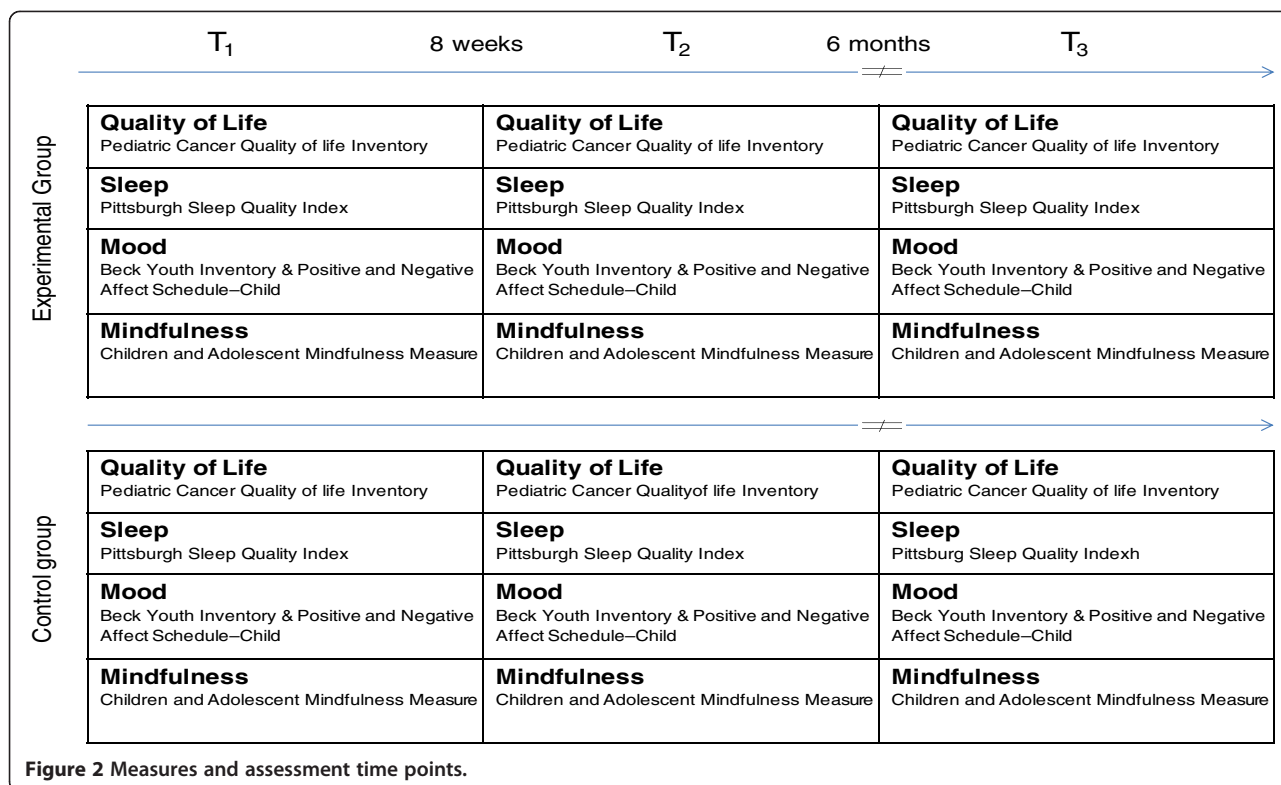 T1 8 weeks T2 6 months T3
Experimental Group
Quality of Life Quality of Life Quality of Life
Pediatric Cancer Quality of life Inventory Pediatric Cancer Quality of life Inventory Pediatric Cancer Quality of life Inventory
Sleep Sleep Sleep
Pittsburgh Sleep Quality Index Pittsburgh Sleep Quality Index Pittsburgh Sleep Quality Index
Mood Mood Mood
Beck Youth Inventory & Positive and Negative Beck Youth Inventory & Positive and Negative Beck Youth Inventory & Positive and Negative
Affect Schedule–Child Affect Schedule–Child Affect Schedule–Child
Mindfulness Mindfulness Mindfulness
Children and Adolescent Mindfulness Measure Children and Adolescent Mindfulness Measure Children and Adolescent Mindfulness Measure
Control group
Quality of Life Quality of Life Quality of Life
Pediatric Cancer Quality of life Inventory Pediatric Cancer Qualityof life Inventory Pediatric Cancer Quality of life Inventory
Sleep Sleep Sleep
Pittsburgh Sleep Quality Index Pittsburgh Sleep Quality Index Pittsburg Sleep Quality Indexh
Mood Mood Mood
Beck Youth Inventory & Positive and Negative Beck Youth Inventory & Positive and Negative Beck Youth Inventory & Positive and Negative
Affect Schedule–Child Affect Schedule–Child Affect Schedule–Child
Mindfulness Mindfulness Mindfulness
Children and Adolescent Mindfulness Measure Children and Adolescent Mindfulness Measure Children and Adolescent Mindfulness Measure
Figure 2 Measures and assessment time points.